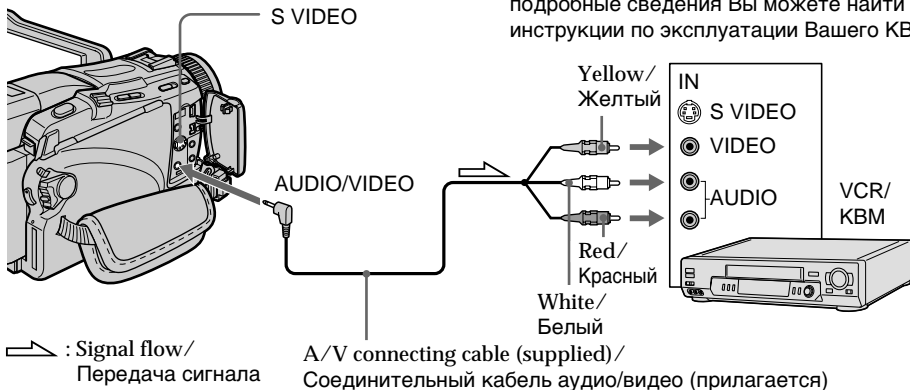 подробные сведения Вы можете найти
инструкции по эксплуатации Вашего КВ
S VIDEO
Yellow/
Желтый
IN
S VIDEO
VIDEO
AUDIO/VIDEO
AUDIO
VCR/
КВМ
Red/
Красный
White/
Белый
: Signal flow/
Передача сигнала
A/V connecting cable (supplied)/
Соединительный кабель аудио/видео (прилагается)